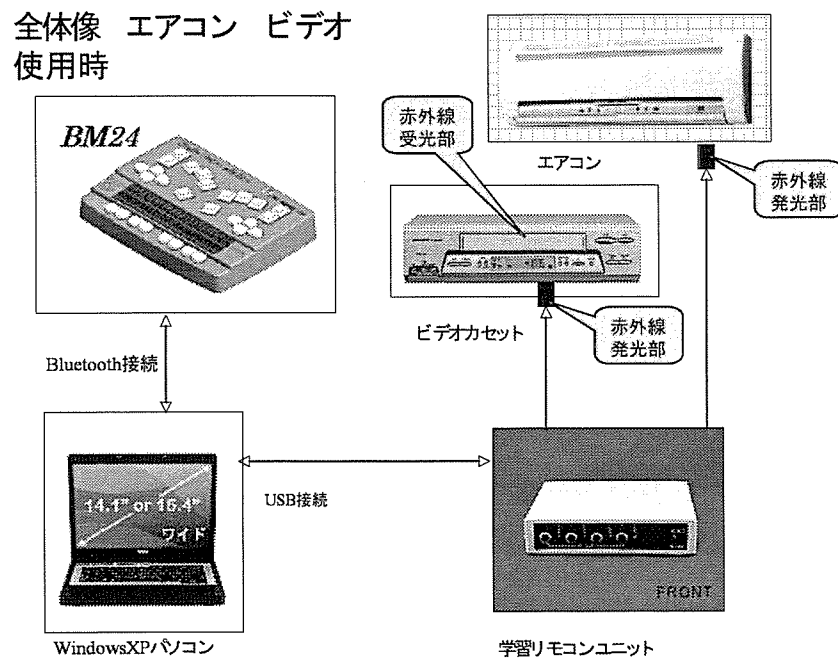 全体像　エアコン　ビデオ
使用時
BM24
赤外線
受光部
エアコン
赤外線
発光部
ビデオカセット
赤外線
発光部
Bluetooth接続
14.1" or 15.4"
ワイド
USB接続
FRONT
WindowsXPパソコン
学習リモコンユニット